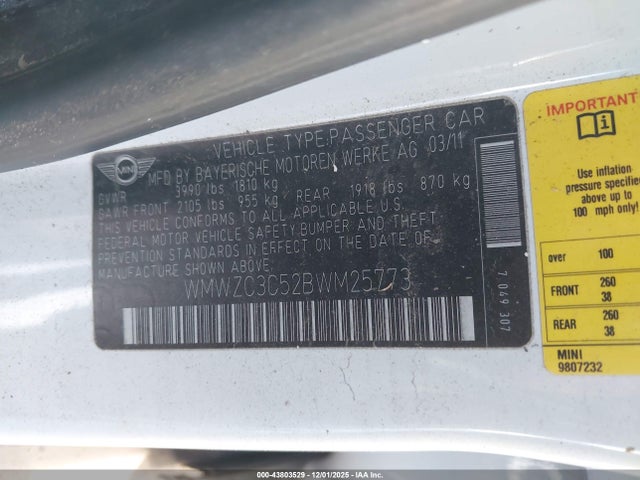 MINI
VEHICLE TYPE:PASSENGER CAR
MFD BY BAYERISCHE MOTOREN WERKE AG 03/11
GVWR 3990 lbs 1810 kg
GAWR FRONT 2105 lbs 955 kg REAR 1918 lbs 870 kg
THIS VEHICLE CONFORMS TO ALL APPLICABLE U.S.
FEDERAL MOTOR VEHICLE SAFETY,BUMPER AND THEFT
PREVENTION STANDARDS IN EFFECT ON THE DATE OF
MANUFACTURE SHOWN ABOVE.
WMWZC3C52BWM25773
7 049 307
IMPORTANT
i
Use inflation
pressure specified
above up to
100 mph only!
over 100
FRONT 260
38
REAR 260
38
MINI
9807232
000-43803529 - 12/01/2025 - IAAI.COM